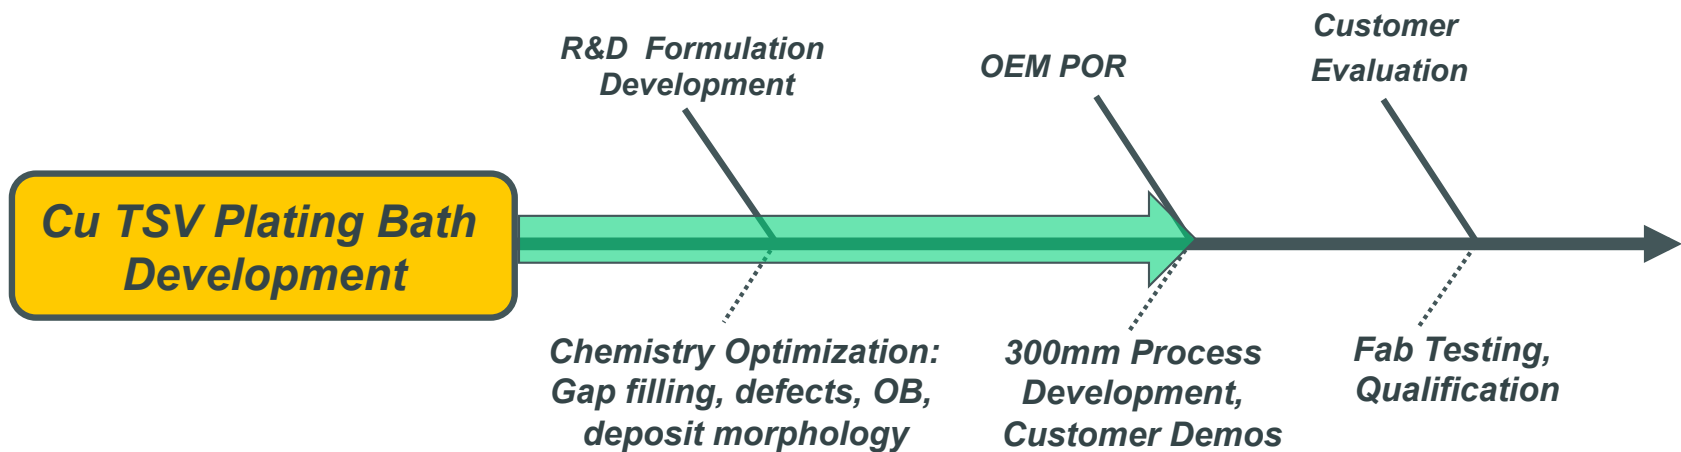 Cu TSV Plating Bath
Development
R&D Formulation
Development
OEM POR
Customer
Evaluation
Chemistry Optimization:
Gap filling, defects, OB,
deposit morphology
300mm Process
Development,
Customer Demos
Fab Testing,
Qualification